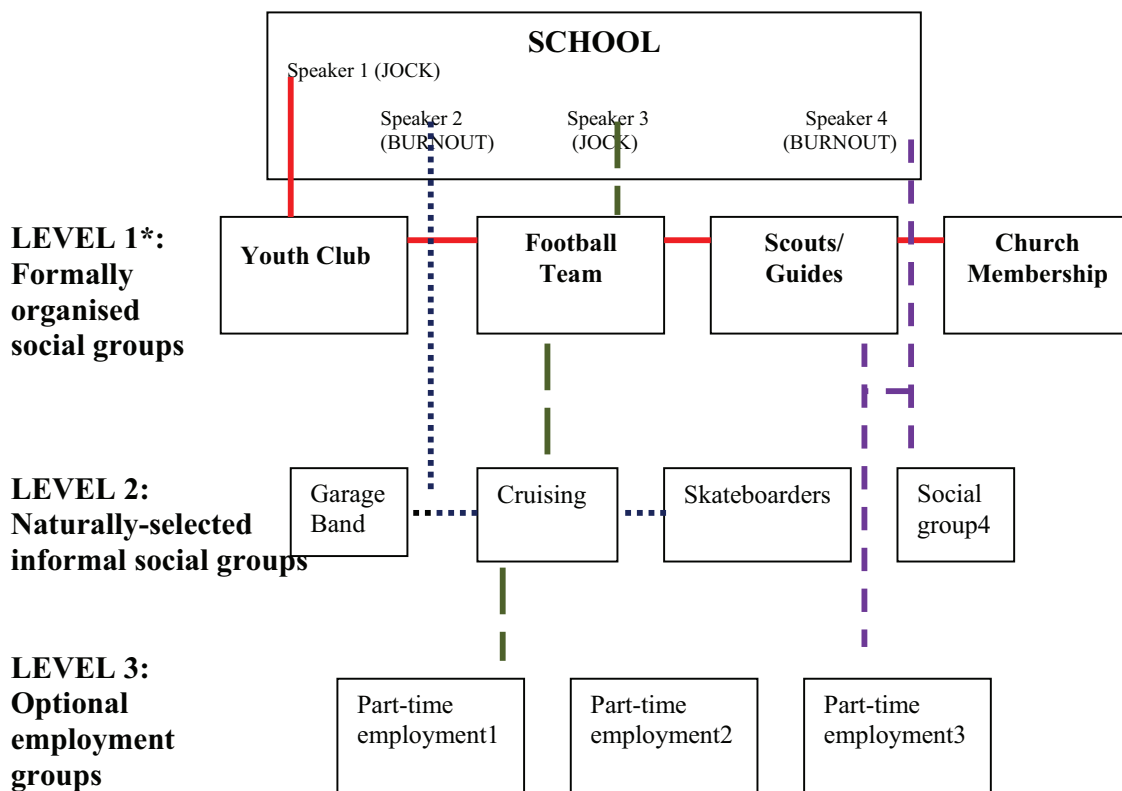 SCHOOL
Speaker 1 (JOCK)
Speaker 2
(BURNOUT)
Speaker 3
(JOCK)
Speaker 4
(BURNOUT)
LEVEL 1*:
Formally
organised
social groups
Youth Club
Football
Team
Scouts/
Guides
Church
Membership
LEVEL 2:
Naturally-selected
informal social groups
Garage
Band
Cruising
Skateboarders
Social
group4
LEVEL 3:
Optional
employment
groups
Part-time
employment1
Part-time
employment2
Part-time
employment3